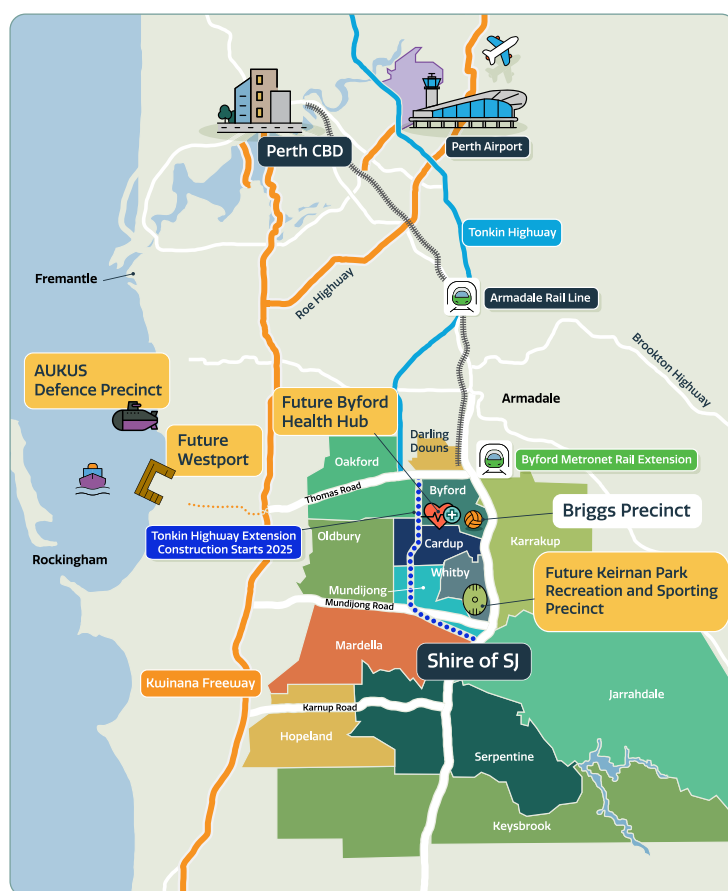 Perth CBD
Perth Airport
Tonkin Highway
Fremantle
Roe Highway
Armadale Rail Line
Brookton Highway
AUKUS
Defence Precinct
Future Byford
Health Hub
Armadale
Future
Westport
Darling
Downs
Oakford
Byford Metronet Rail Extension
Thomas Road
Byford
Briggs Precinct
Tonkin Highuay Extension
Construction Starts 2025
Oldbury
Cardup
Karrakup
Rockingham
Whitby
Future Keirnan Park
Recreation and Sporting
Precinct
Mundijong
Mundijong Road
Mardella
Shire of SJ
Kwinana Freeway
Jarrahdale
Karnup Road
Hopeland
Serpentine
Keysbrook